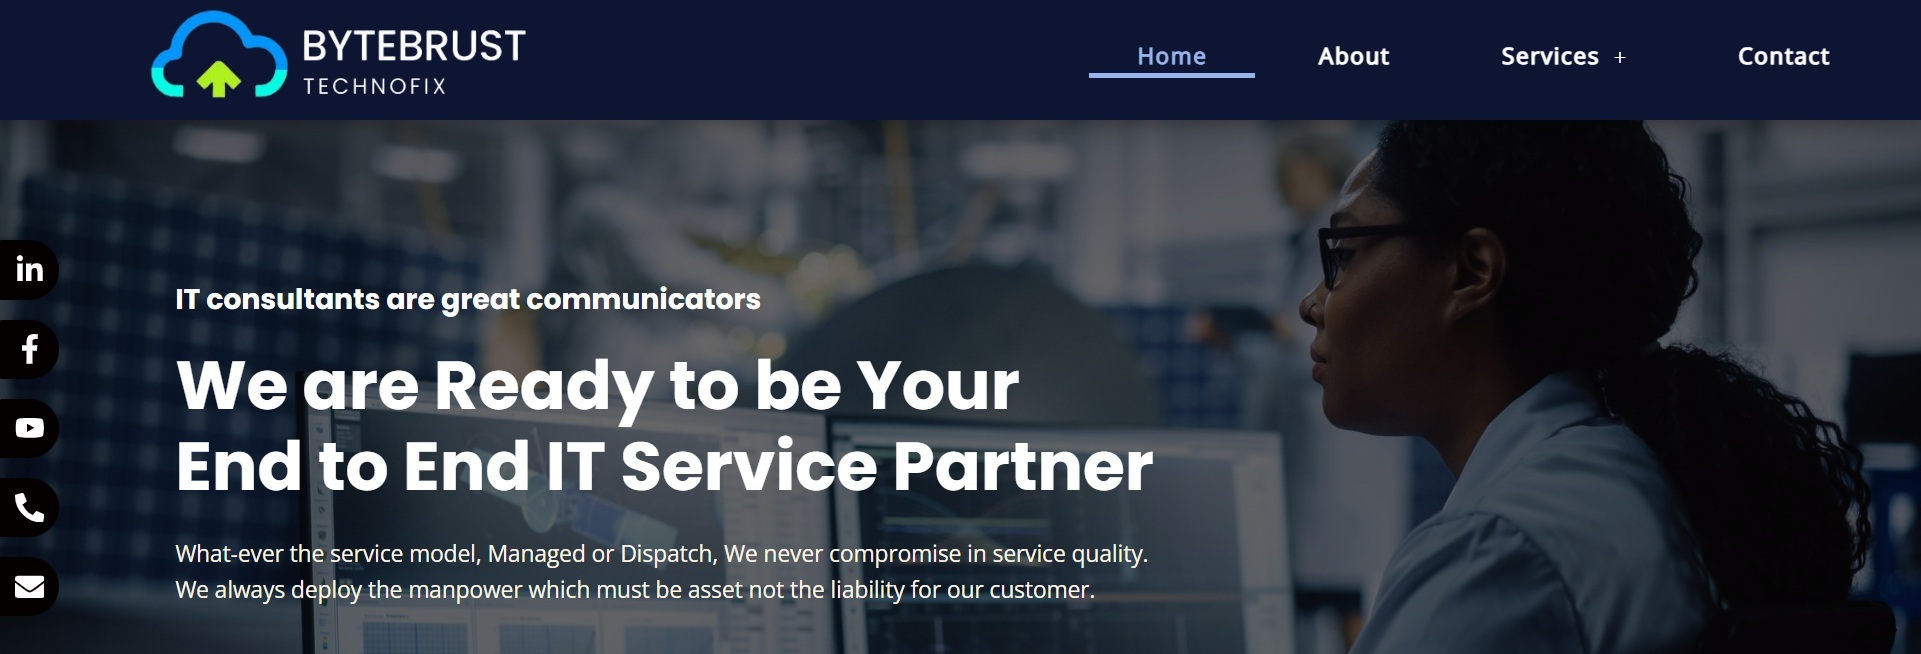 BYTEBRUST
TECHNOFIX
Home About Services + Contact
in
f
IT consultants are great communicators
We are Ready to be Your
End to End IT Service Partner
What-ever the service model, Managed or Dispatch, We never compromise in service quality.
We always deploy the manpower which must be asset not the liability for our customer.